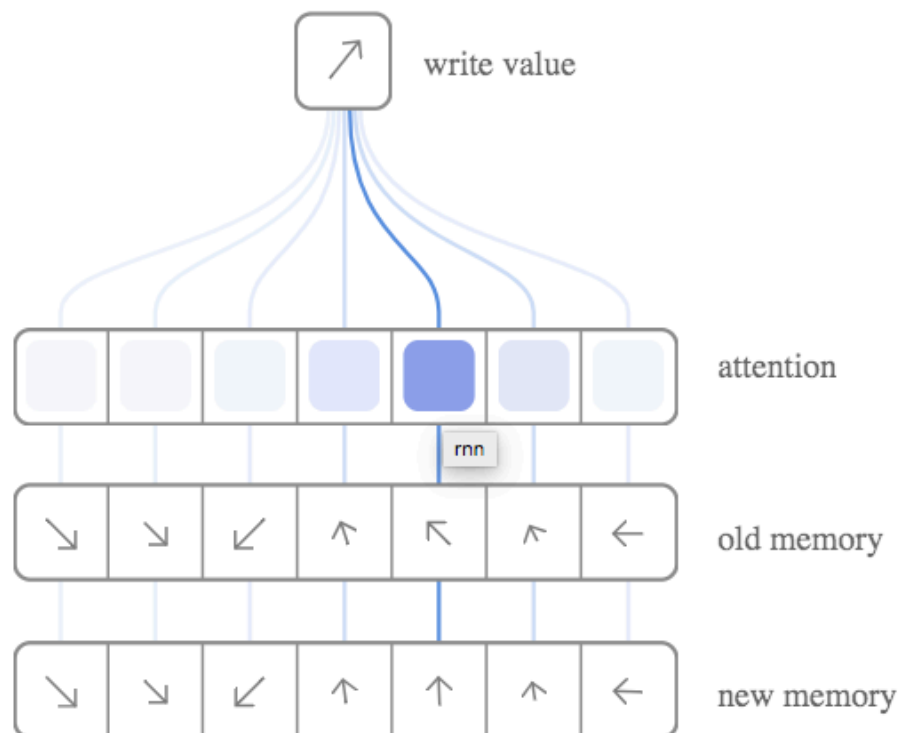 write value
attention
rnn
old memory
new memory